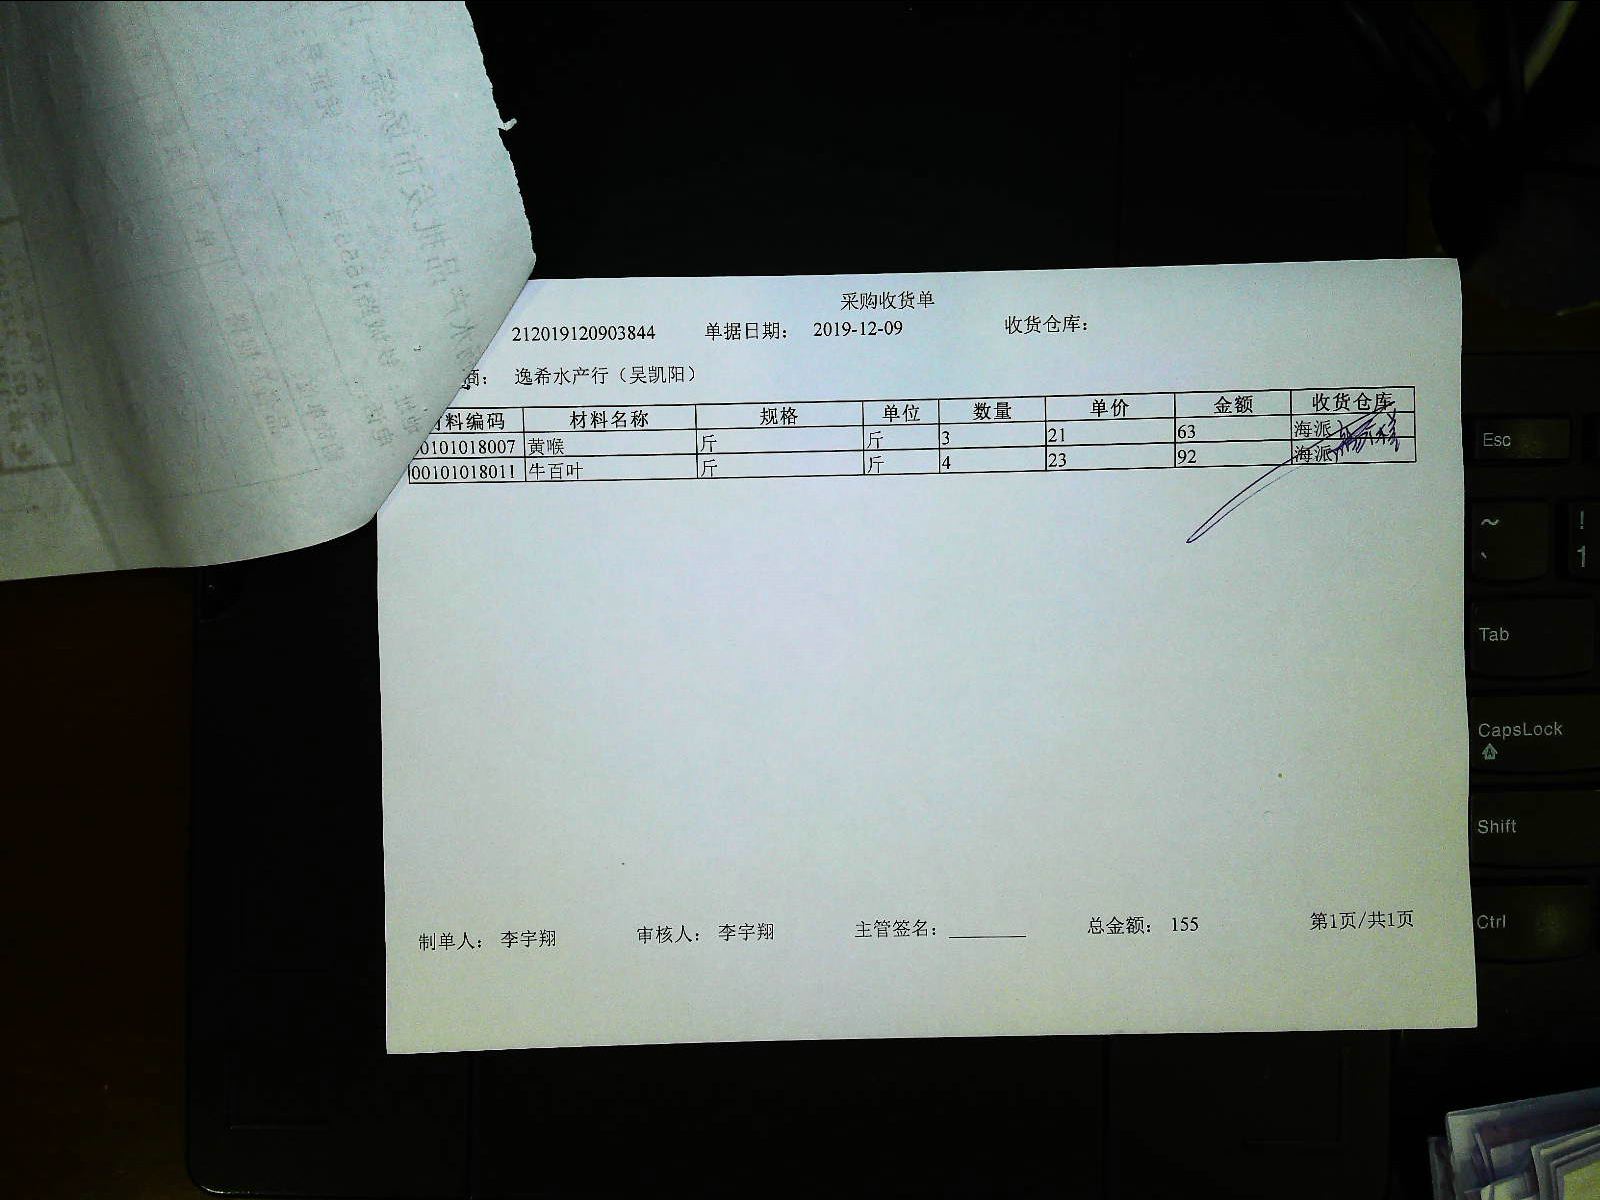 采购收货单
212019120903844 单据日期: 2019-12-09 收货仓库:
商: 逸希水产行（吴凯阳）
料编码 材料名称 规格 单位 数量 单价 金额 收货仓库
00101018007 黄喉 斤 斤 3 21 63 海派
00101018011 牛百叶 斤 斤 4 23 92 海派
制单人: 李宇翔 审核人: 李宇翔 主管签名: 总金额: 155 第1页/共1页
Esc
~ !
` 1
Tab
CapsLock
Shift
Ctrl